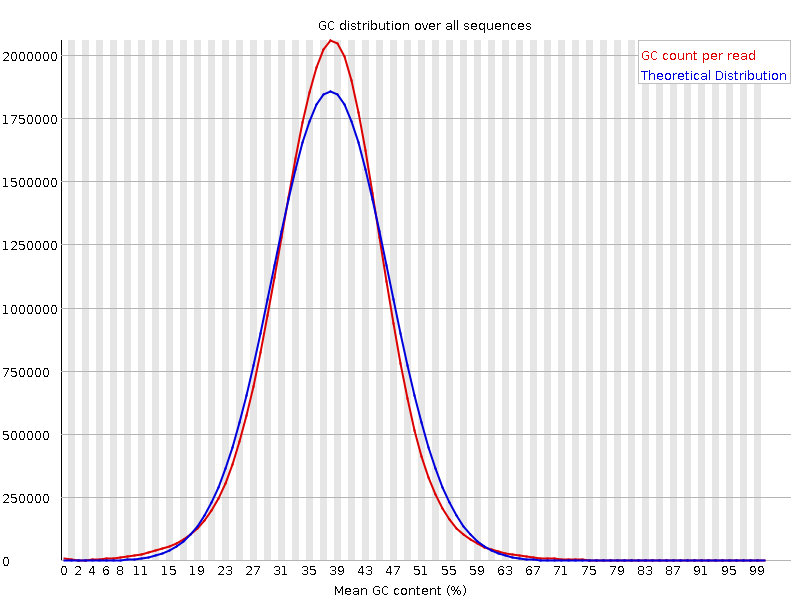 GC distribution over all sequences
GC count per read
Theoretical Distribution
2000000
1750000
1500000
1250000
1000000
750000
500000
250000
0
0 2 4 6 8 11 15 19 23 27 31 35 39 43 47 51 55 59 63 67 71 75 79 83 87 91 95 99
Mean GC content (%)